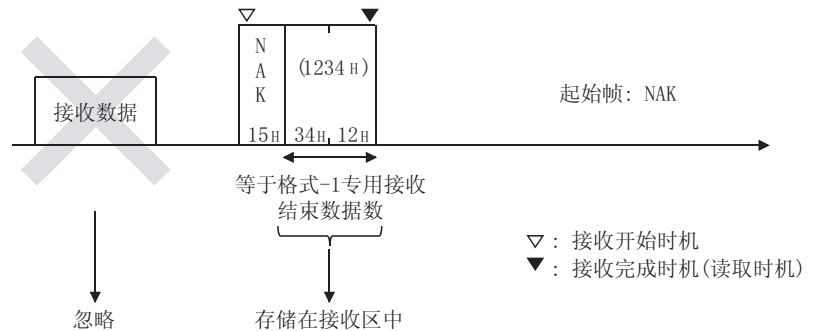 N
A
K
(1234 H)
接收数据
起始帧: NAK
15H 34H 12H
等于格式-1专用接收
结束数据数
▽: 接收开始时机
▼: 接收完成时机(读取时机)
忽略
存储在接收区中